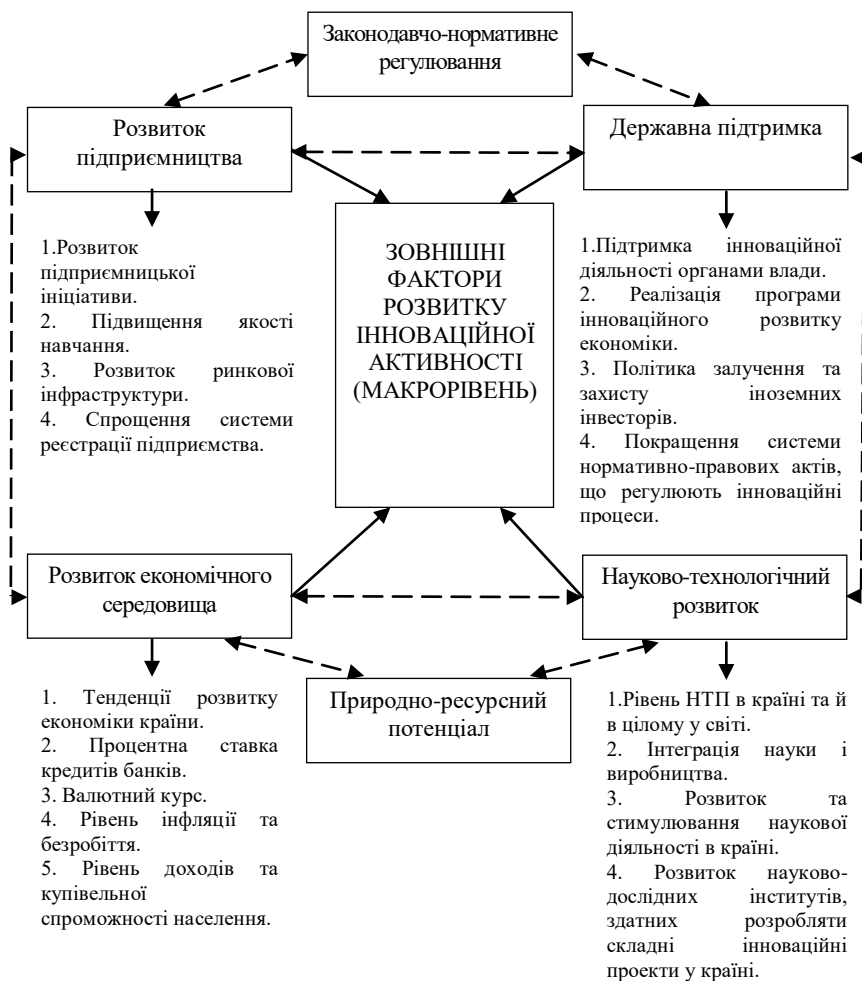 Законодавчо-нормативне
регулювання
Розвиток
підприємництва
Державна підтримка
ЗОВНІШНІ
ФАКТОРИ
РОЗВИТКУ
ІННОВАЦІЙНОЇ
АКТИВНОСТІ
(МАКРОРІВЕНЬ)
1.Розвиток
підприємницької
ініціативи.
2. Підвищення якості
навчання.
3. Розвиток ринкової
інфраструктури.
4. Спрощення системи
реєстрації підприємства.
1.Підтримка інноваційної
діяльності органами влади.
2. Реалізація програми
інноваційного розвитку
економіки.
3. Політика залучення та
захисту іноземних
інвесторів.
4. Покращення системи
нормативно-правових актів,
що регулюють інноваційні
процеси.
Розвиток економічного
середовища
Науково-технологічний
розвиток
Природно-ресурсний
потенціал
1. Тенденції розвитку
економіки країни.
2. Процентна ставка
кредитів банків.
3. Валютний курс.
4. Рівень інфляції та
безробіття.
5. Рівень доходів та
купівельної
спроможності населення.
1.Рівень НТП в країні та й
в цілому у світі.
2. Інтеграція науки і
виробництва.
3. Розвиток та
стимулювання наукової
діяльності в країні.
4. Розвиток науково-
дослідних інститутів,
здатних розробляти
складні інноваційні
проекти у країні.